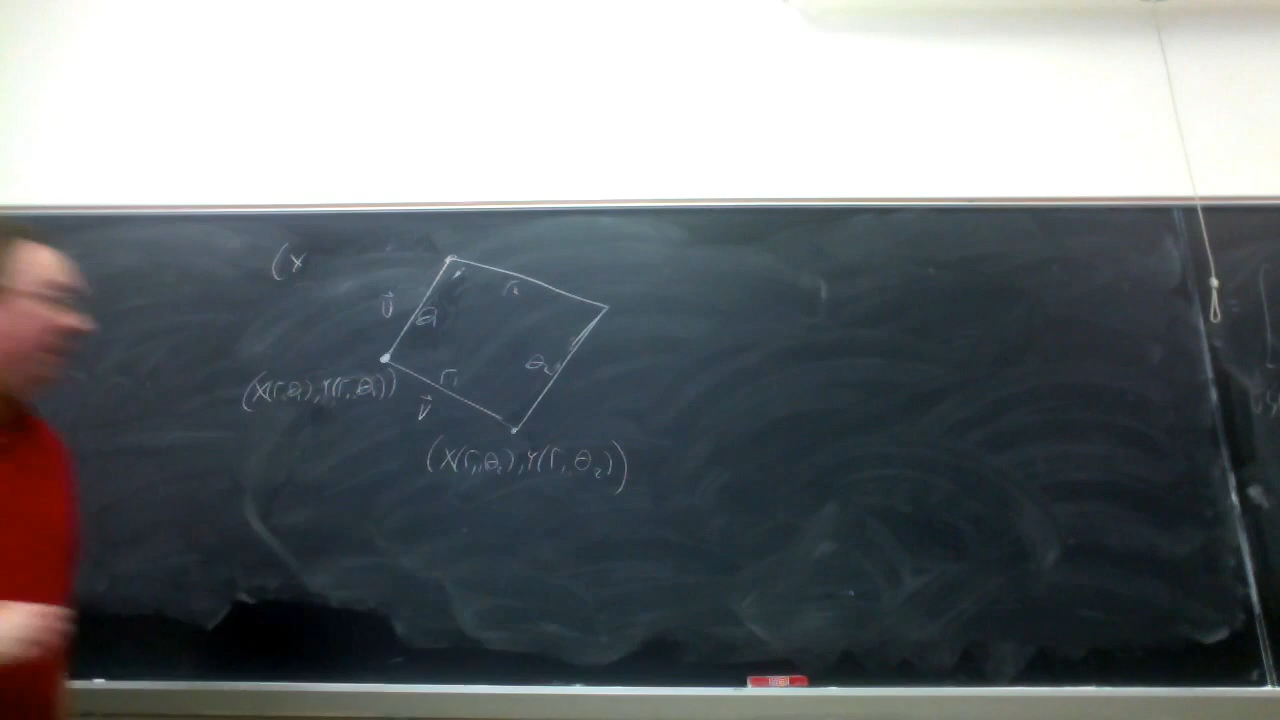 (x
r₂
U⃗
θ₁
θ₂
(X(r₁,θ₁),Y(r₁,θ₁))
r₁
V⃗
(X(r₁,θ₂),Y(r₁,θ₂))